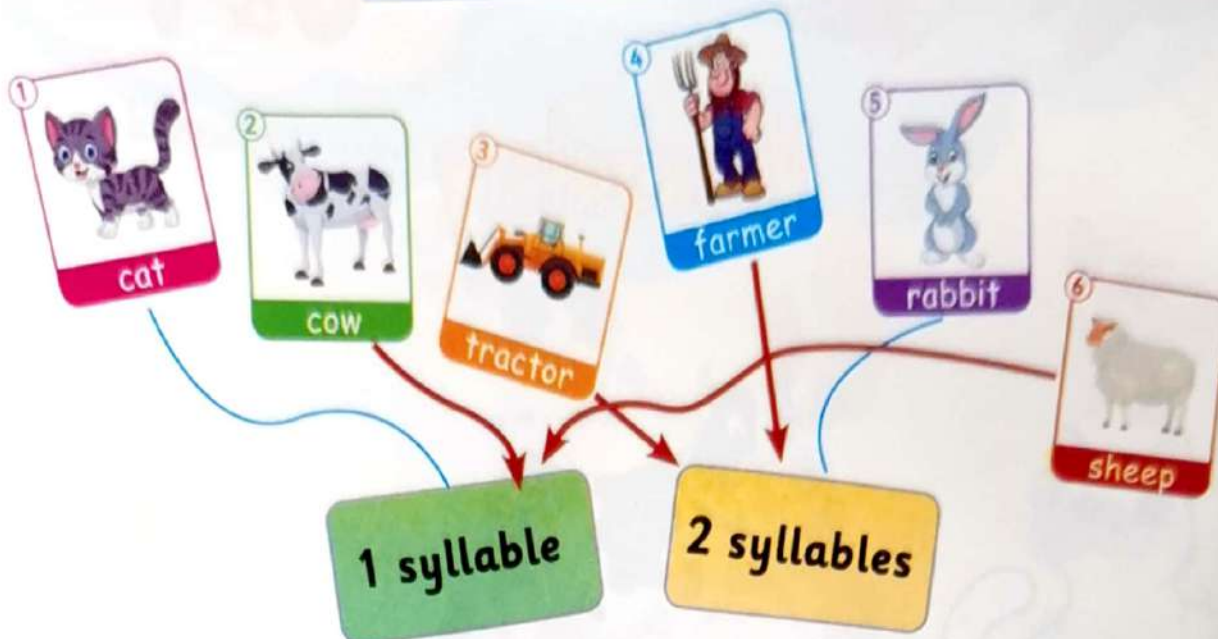 1
cat
2
cow
3
tractor
4
farmer
5
rabbit
6
sheep
1 syllable
2 syllables